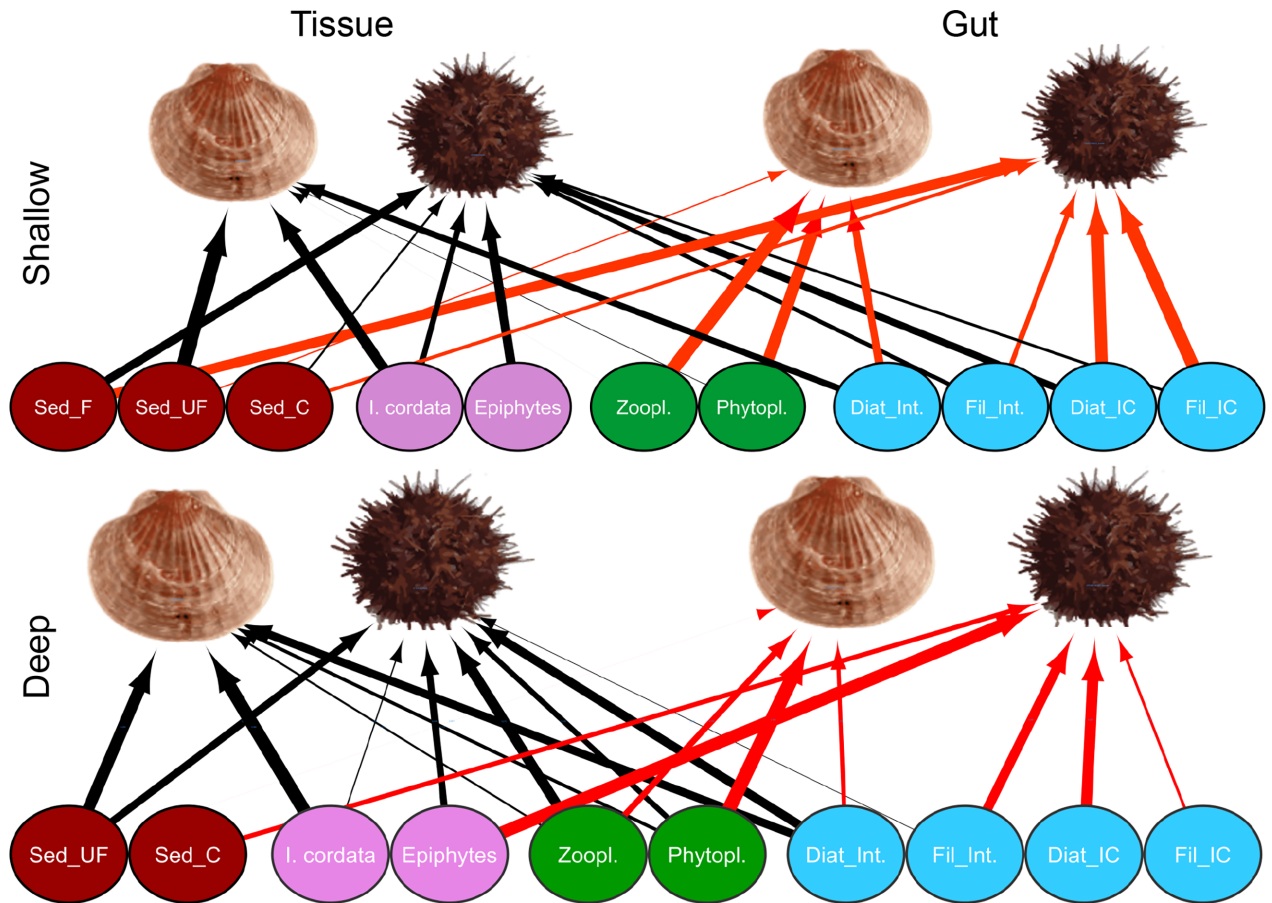 Tissue Gut
Shallow
Sed_F Sed_UF Sed_C I. cordata Epiphytes Zoopl. Phytopl. Diat_Int. Fil_Int. Diat_IC Fil_IC
Deep
Sed_UF Sed_C I. cordata Epiphytes Zoopl. Phytopl. Diat_Int. Fil_Int. Diat_IC Fil_IC